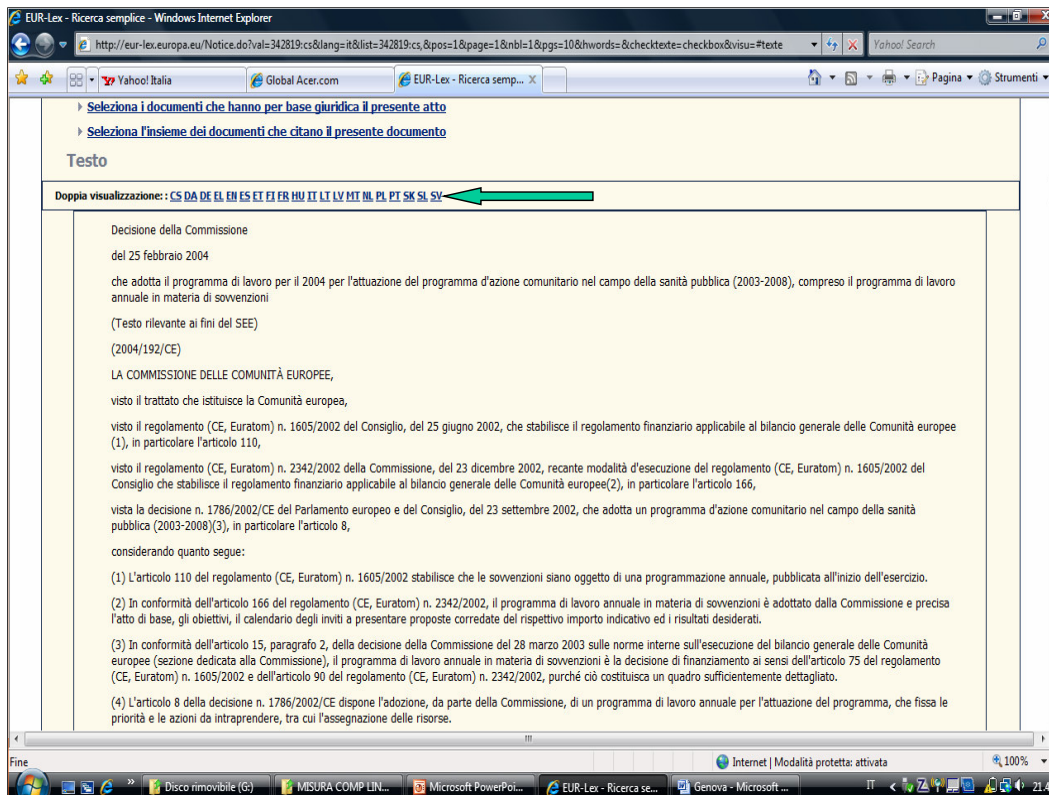 EUR-Lex - Ricerca semplice - Windows Internet Explorer
http://eur-lex.europa.eu/Notice.do?val=342819:cs&lang=it&list=342819:cs,&pos=1&page=1&nbl=1&pgs=10&hwords=&checktexte=checkbox&visu=#texte
Yahoo! Search
Yahoo! Italia
Global Acer.com
EUR-Lex - Ricerca semp...
Pagina
Strumenti
Seleziona i documenti che hanno per base giuridica il presente atto
Seleziona l'insieme dei documenti che citano il presente documento
Testo
Doppia visualizzazione: : CS DA DE EL EN ES ET FI FR HU IT LT LV MT NL PL PT SK SL SV
Decisione della Commissione
del 25 febbraio 2004
che adotta il programma di lavoro per il 2004 per l'attuazione del programma d'azione comunitario nel campo della sanità pubblica (2003-2008), compreso il programma di lavoro
annuale in materia di sovvenzioni
(Testo rilevante ai fini del SEE)
(2004/192/CE)
LA COMMISSIONE DELLE COMUNITÀ EUROPEE,
visto il trattato che istituisce la Comunità europea,
visto il regolamento (CE, Euratom) n. 1605/2002 del Consiglio, del 25 giugno 2002, che stabilisce il regolamento finanziario applicabile al bilancio generale delle Comunità europee
(1), in particolare l'articolo 110,
visto il regolamento (CE, Euratom) n. 2342/2002 della Commissione, del 23 dicembre 2002, recante modalità d'esecuzione del regolamento (CE, Euratom) n. 1605/2002 del
Consiglio che stabilisce il regolamento finanziario applicabile al bilancio generale delle Comunità europee(2), in particolare l'articolo 166,
vista la decisione n. 1786/2002/CE del Parlamento europeo e del Consiglio, del 23 settembre 2002, che adotta un programma d'azione comunitario nel campo della sanità
pubblica (2003-2008)(3), in particolare l'articolo 8,
considerando quanto segue:
(1) L'articolo 110 del regolamento (CE, Euratom) n. 1605/2002 stabilisce che le sovvenzioni siano oggetto di una programmazione annuale, pubblicata all'inizio dell'esercizio.
(2) In conformità dell'articolo 166 del regolamento (CE, Euratom) n. 2342/2002, il programma di lavoro annuale in materia di sovvenzioni è adottato dalla Commissione e precisa
l'atto di base, gli obiettivi, il calendario degli inviti a presentare proposte corredate del rispettivo importo indicativo ed i risultati desiderati.
(3) In conformità dell'articolo 15, paragrafo 2, della decisione della Commissione del 28 marzo 2003 sulle norme interne sull'esecuzione del bilancio generale delle Comunità
europee (sezione dedicata alla Commissione), il programma di lavoro annuale in materia di sovvenzioni è la decisione di finanziamento ai sensi dell'articolo 75 del regolamento
(CE, Euratom) n. 1605/2002 e dell'articolo 90 del regolamento (CE, Euratom) n. 2342/2002, purché ciò costituisca un quadro sufficientemente dettagliato.
(4) L'articolo 8 della decisione n. 1786/2002/CE dispone l'adozione, da parte della Commissione, di un programma di lavoro annuale per l'attuazione del programma, che fissa le
priorità e le azioni da intraprendere, tra cui l'assegnazione delle risorse.
Fine
Internet | Modalità protetta: attivata
100%
Disco rimovibile (G:)
MISURA COMP LIN...
Microsoft PowerPoi...
EUR-Lex - Ricerca se...
Genova - Microsoft ...
IT